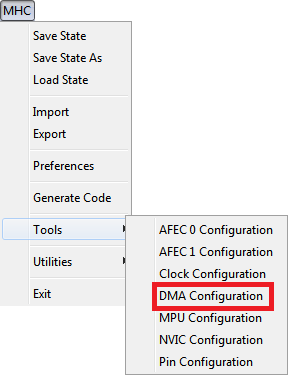 MHC
Save State
Save State As
Load State
Import
Export
Preferences
Generate Code
Tools
Utilities
Exit
AFEC 0 Configuration
AFEC 1 Configuration
Clock Configuration
DMA Configuration
MPU Configuration
NVIC Configuration
Pin Configuration